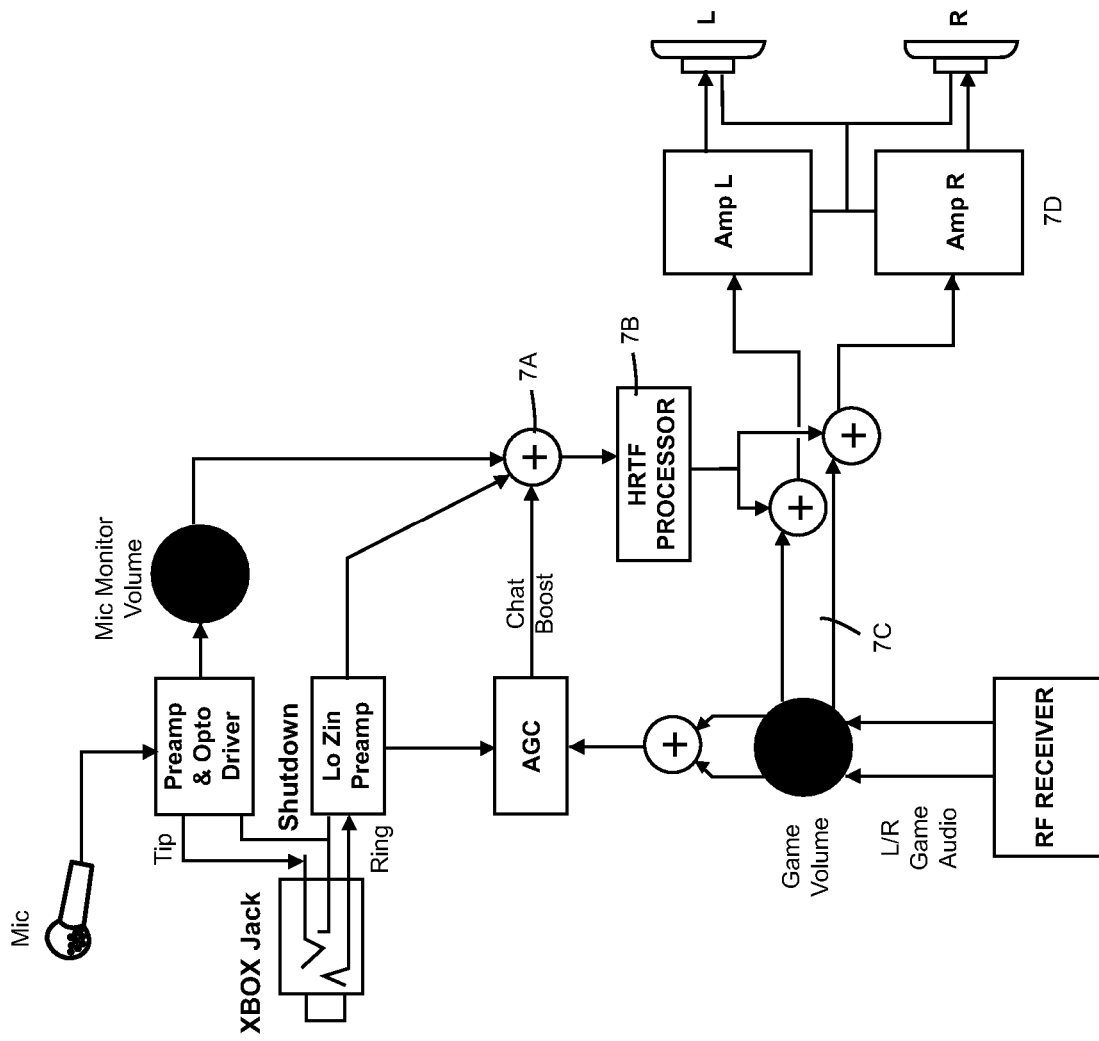 Mic
XBOX Jack
Tip
Ring
Preamp
& Opto
Driver
Shutdown
Lo Zin
Preamp
Mic Monitor
Volume
AGC
Chat
Boost
7A
7B
HRTF
PROCESSOR
+
+
+
+
Game
Volume
L/R
Game
Audio
RF RECEIVER
7C
Amp L
Amp R
7D
L
R